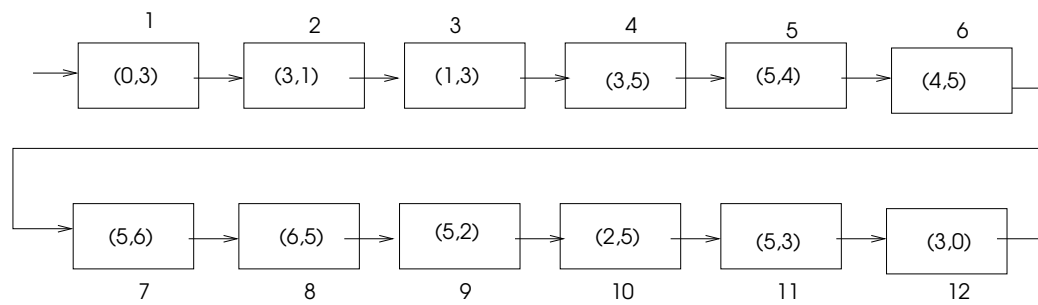 1 2 3 4 5 6
(0,3) (3,1) (1,3) (3,5) (5,4) (4,5)
(5,6) (6,5) (5,2) (2,5) (5,3) (3,0)
7 8 9 10 11 12